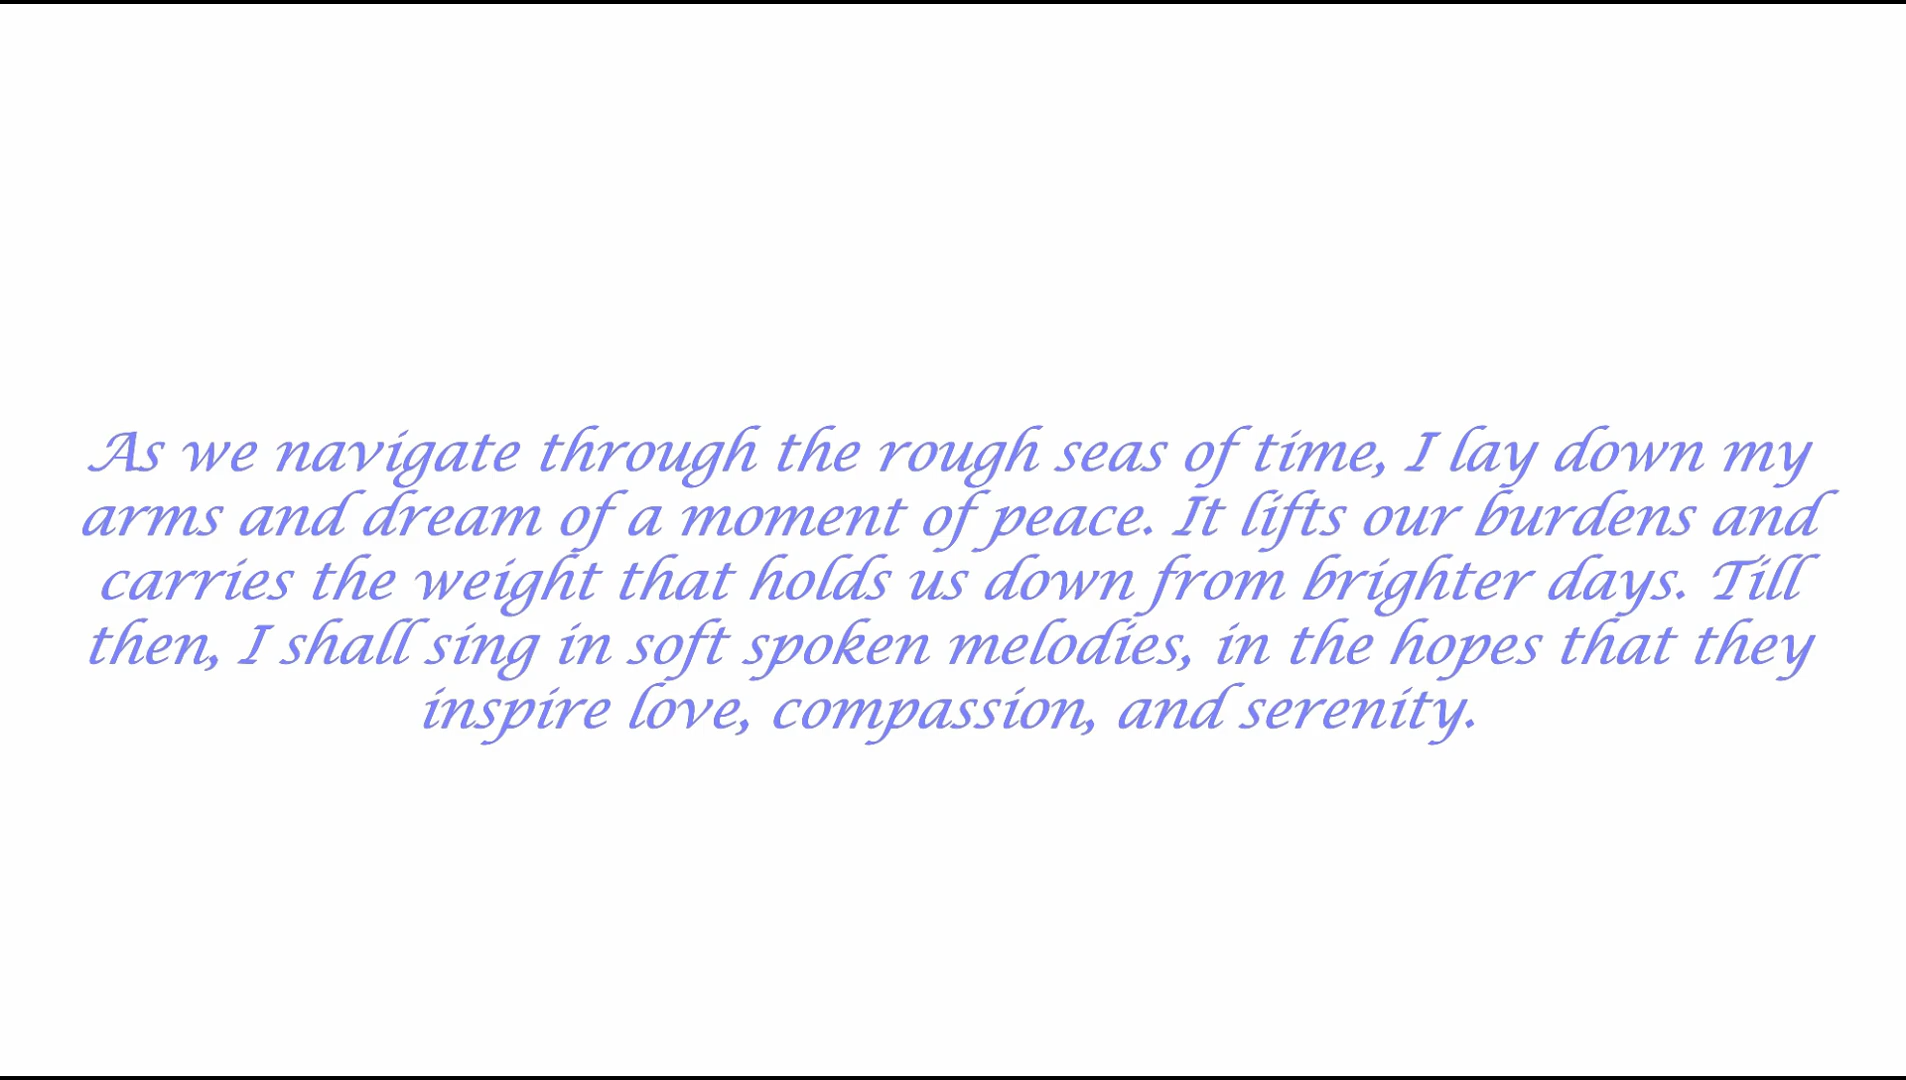 As we navigate through the rough seas of time, I lay down my
arms and dream of a moment of peace. It lifts our burdens and
carries the weight that holds us down from brighter days. Till
then, I shall sing in soft spoken melodies, in the hopes that they
inspire love, compassion, and serenity.